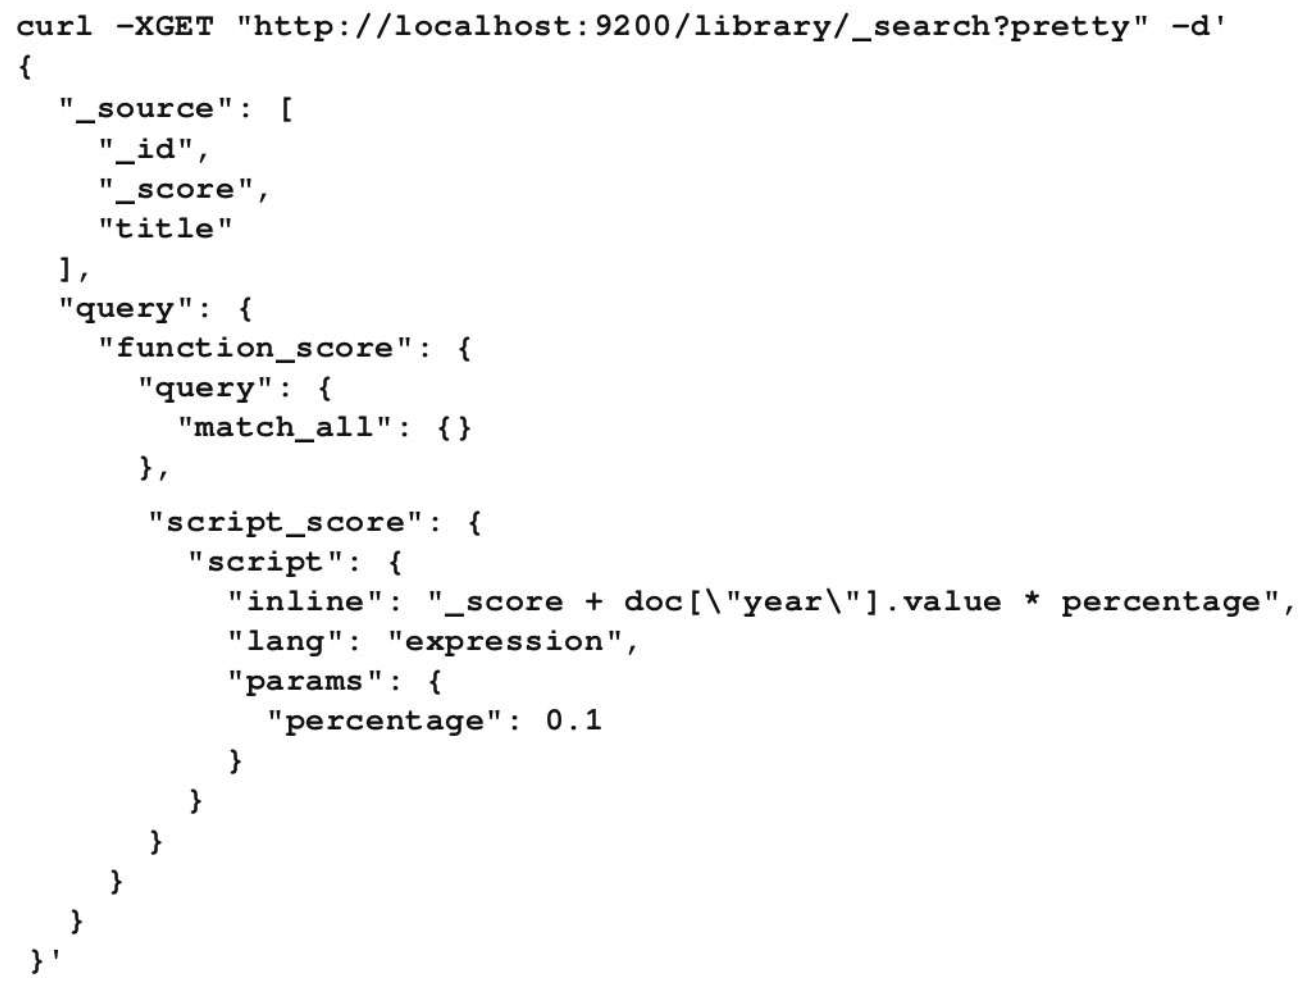 curl –XGET "http://localhost:9200/library/_search?pretty" –d'
{
  "_source": [
    "_id",
    "_score",
    "title"
  ],
  "query": {
    "function_score": {
      "query": {
        "match_all": {}
      },
      "script_score": {
        "script": {
          "inline": "_score + doc[\"year\"].value * percentage",
          "lang": "expression",
          "params": {
            "percentage": 0.1
          }
        }
      }
    }
  }
}'